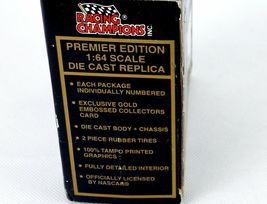 RACING
CHAMPIONS INC.
PREMIER EDITION
1:64 SCALE
DIE CAST REPLICA
• EACH PACKAGE
INDIVIDUALLY NUMBERED
• EXCLUSIVE GOLD
EMBOSSED COLLECTORS
CARD
• DIE CAST BODY + CHASSIS
• 2 PIECE RUBBER TIRES
• 100% TAMPO PRINTED
GRAPHICS
• FULLY DETAILED INTERIOR
• OFFICIALLY LICENSED
BY NASCAR®